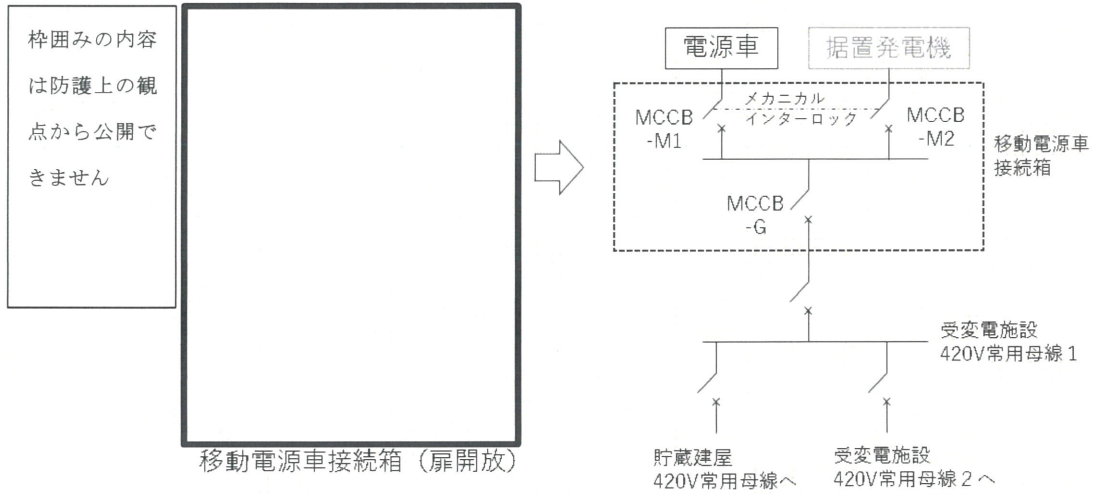 枠囲みの内容
は防護上の観
点から公開で
きません
移動電源車接続箱（扉開放）
電源車
据置発電機
メカニカル
インターロック
MCCB
-M1
MCCB
-M2
移動電源車
接続箱
MCCB
-G
受変電施設
420V常用母線１
貯蔵建屋
420V常用母線へ
受変電施設
420V常用母線２へ